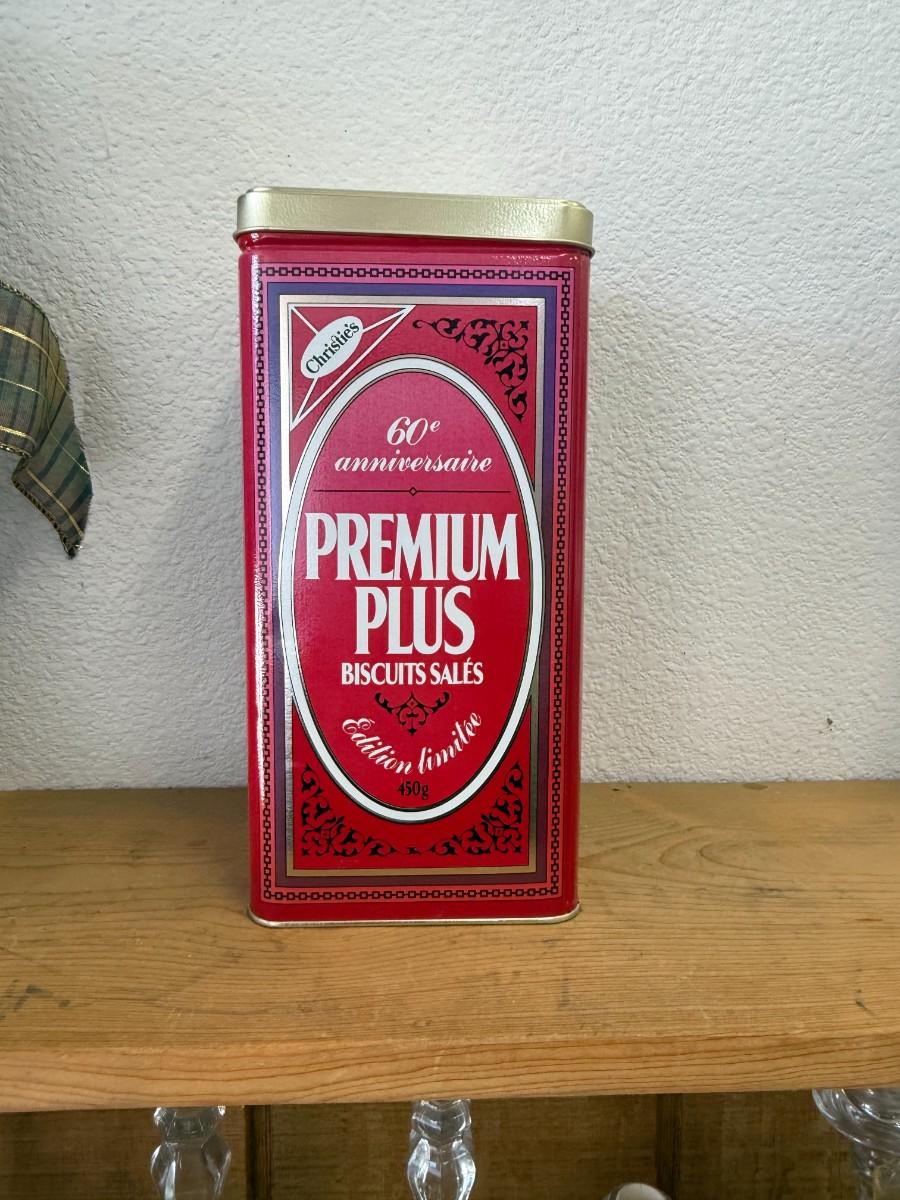 Christie's
60e
anniversaire
PREMIUM
PLUS
BISCUITS SALÉS
Édition limitée
450g